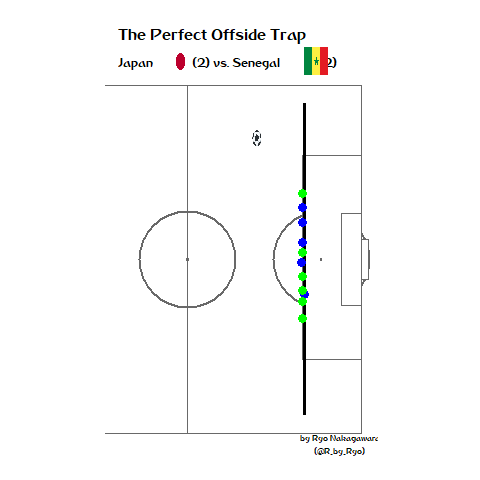 The Perfect Offside Trap
Japan (2) vs. Senegal 2)
by Ryo Nakagawara
(@R_by_Ryo)